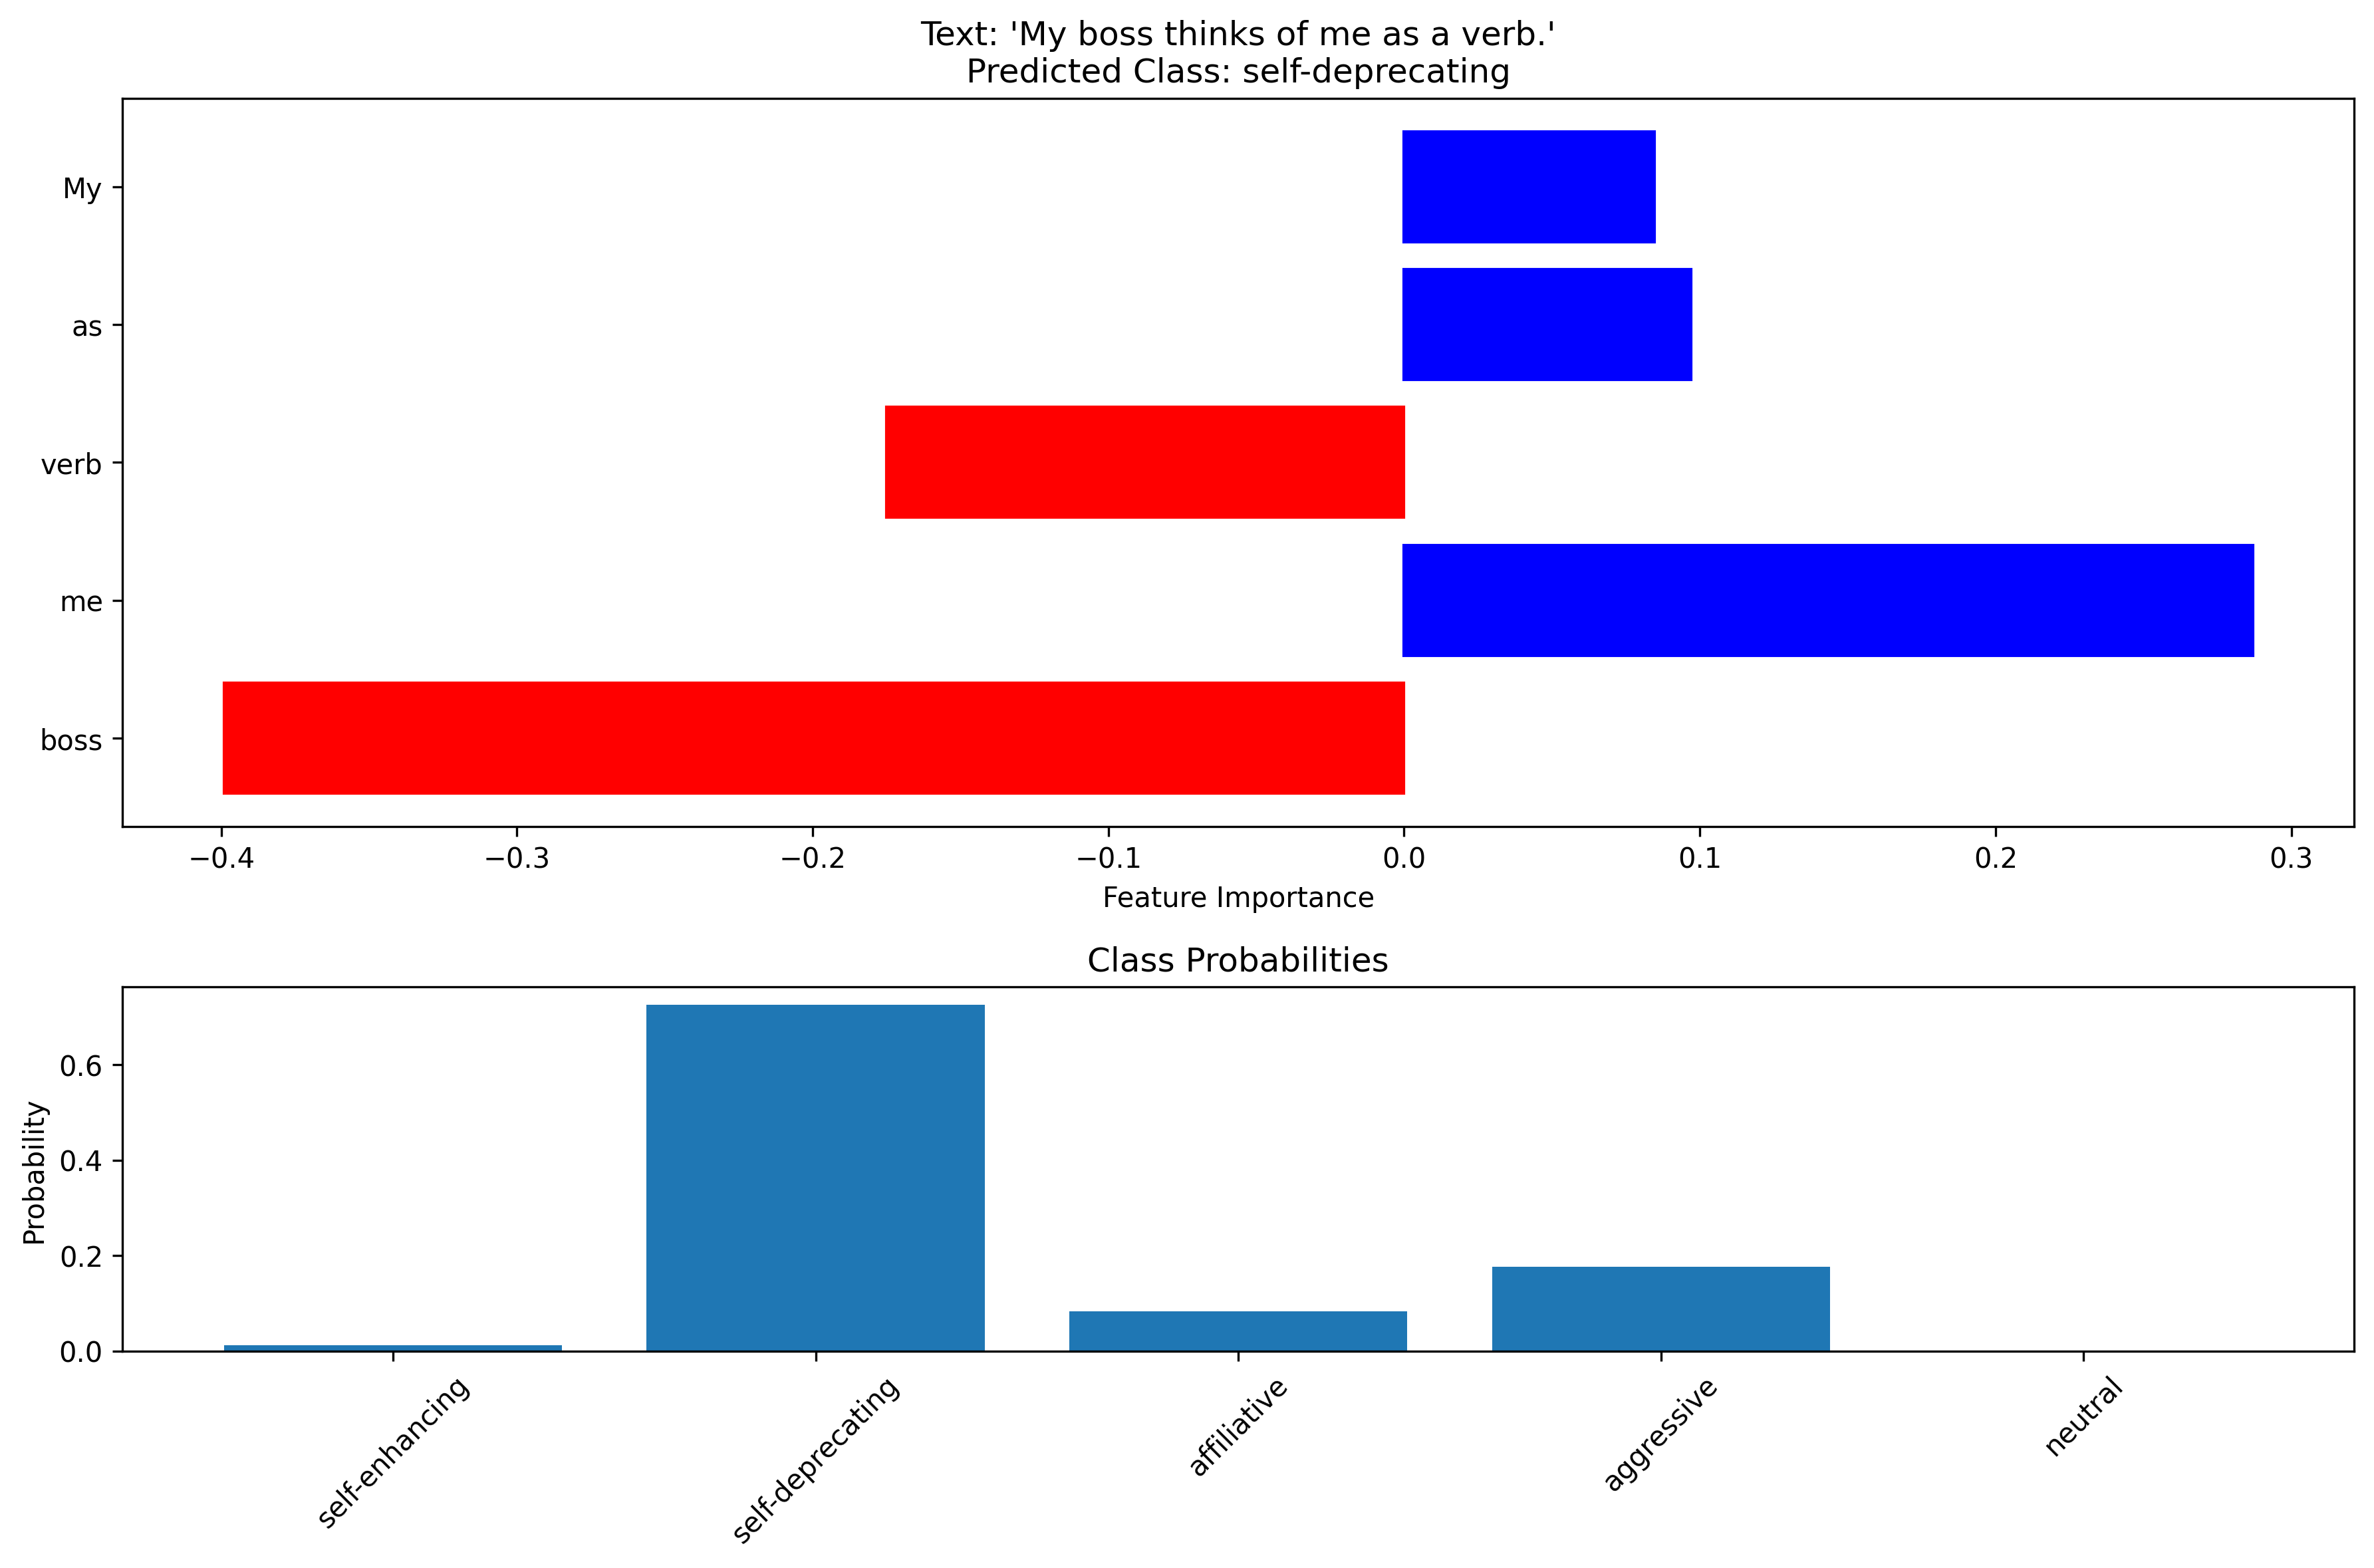 Text: 'My boss thinks of me as a verb.'
Predicted Class: self-deprecating
My
as
verb
me
boss
−0.4 −0.3 −0.2 −0.1 0.0 0.1 0.2 0.3
Feature Importance
Class Probabilities
Probability
0.6
0.4
0.2
0.0
self-enhancing
self-deprecating
affiliative
aggressive
neutral